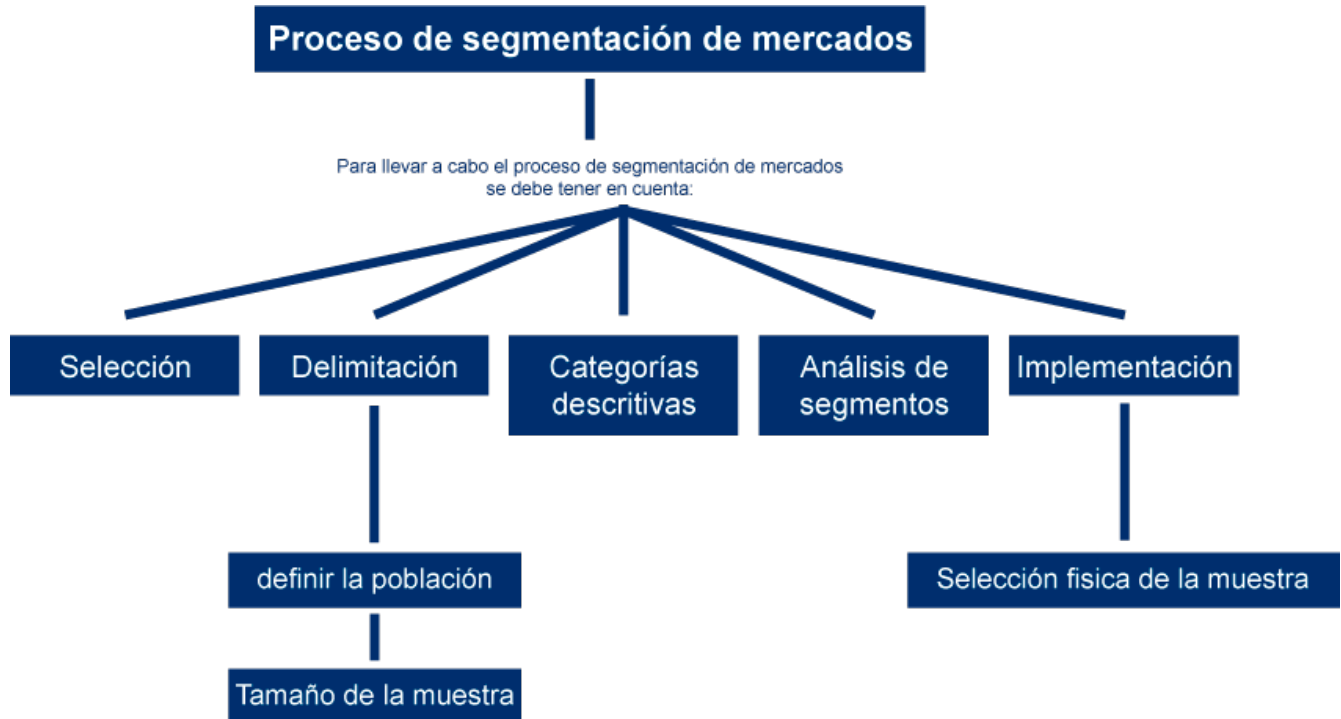 Proceso de segmentación de mercados
Para llevar a cabo el proceso de segmentación de mercados
se debe tener en cuenta:
Selección
Delimitación
Categorías
descritivas
Análisis de
segmentos
Implementación
definir la población
Selección fisica de la muestra
Tamaño de la muestra